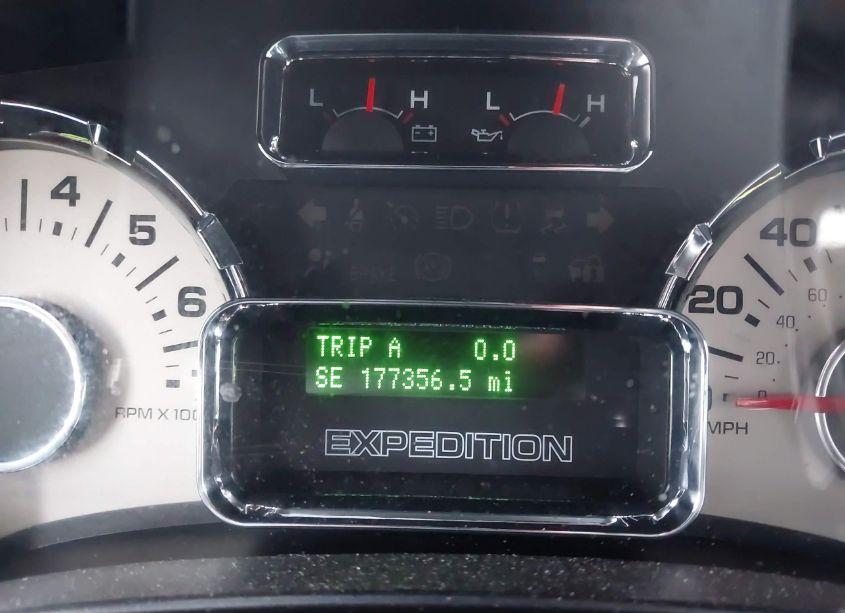 L H L H
4
5
6
RPM X 100
40
20
60
40
20
0
MPH
BRAKE
TRIP A 0.0
SE 177356.5 mi
EXPEDITION